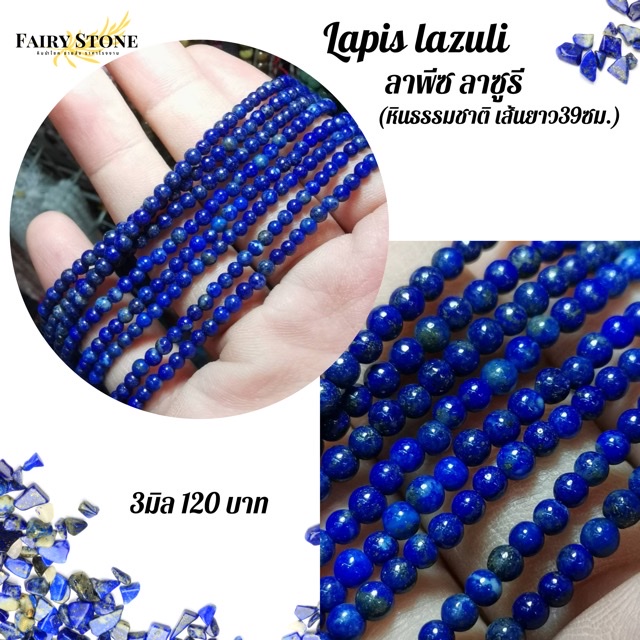 FAIRY STONE
Lapis lazuli
ลาพีซ ลาซูรี
(หินธรรมชาติ เส้นยาว39ซม.)
3มิล 120 บาท